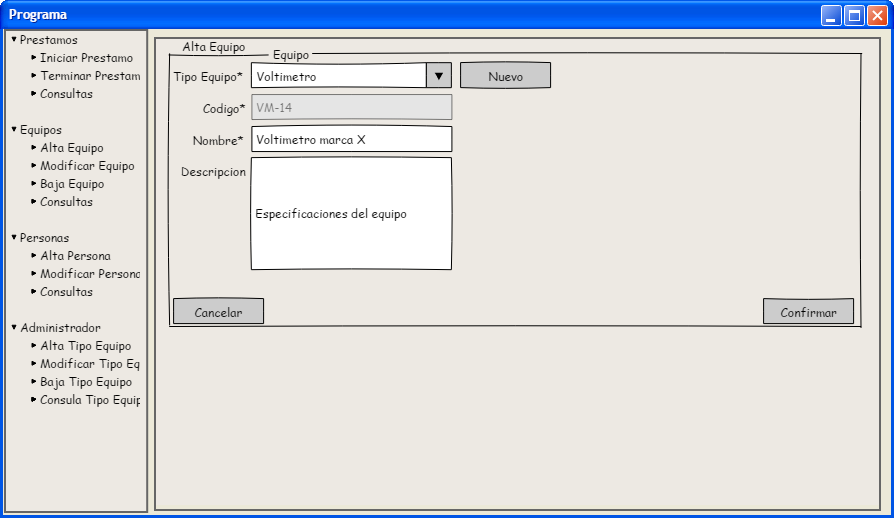 Programa
Prestamos
Iniciar Prestamo
Terminar Prestam
Consultas
Equipos
Alta Equipo
Modificar Equipo
Baja Equipo
Consultas
Personas
Alta Persona
Modificar Persona
Consultas
Administrador
Alta Tipo Equipo
Modificar Tipo Eq
Baja Tipo Equipo
Consula Tipo Equip
Alta Equipo
Equipo
Tipo Equipo* Voltimetro Nuevo
Codigo* VM-14
Nombre* Voltimetro marca X
Descripcion
Especificaciones del equipo
Cancelar Confirmar